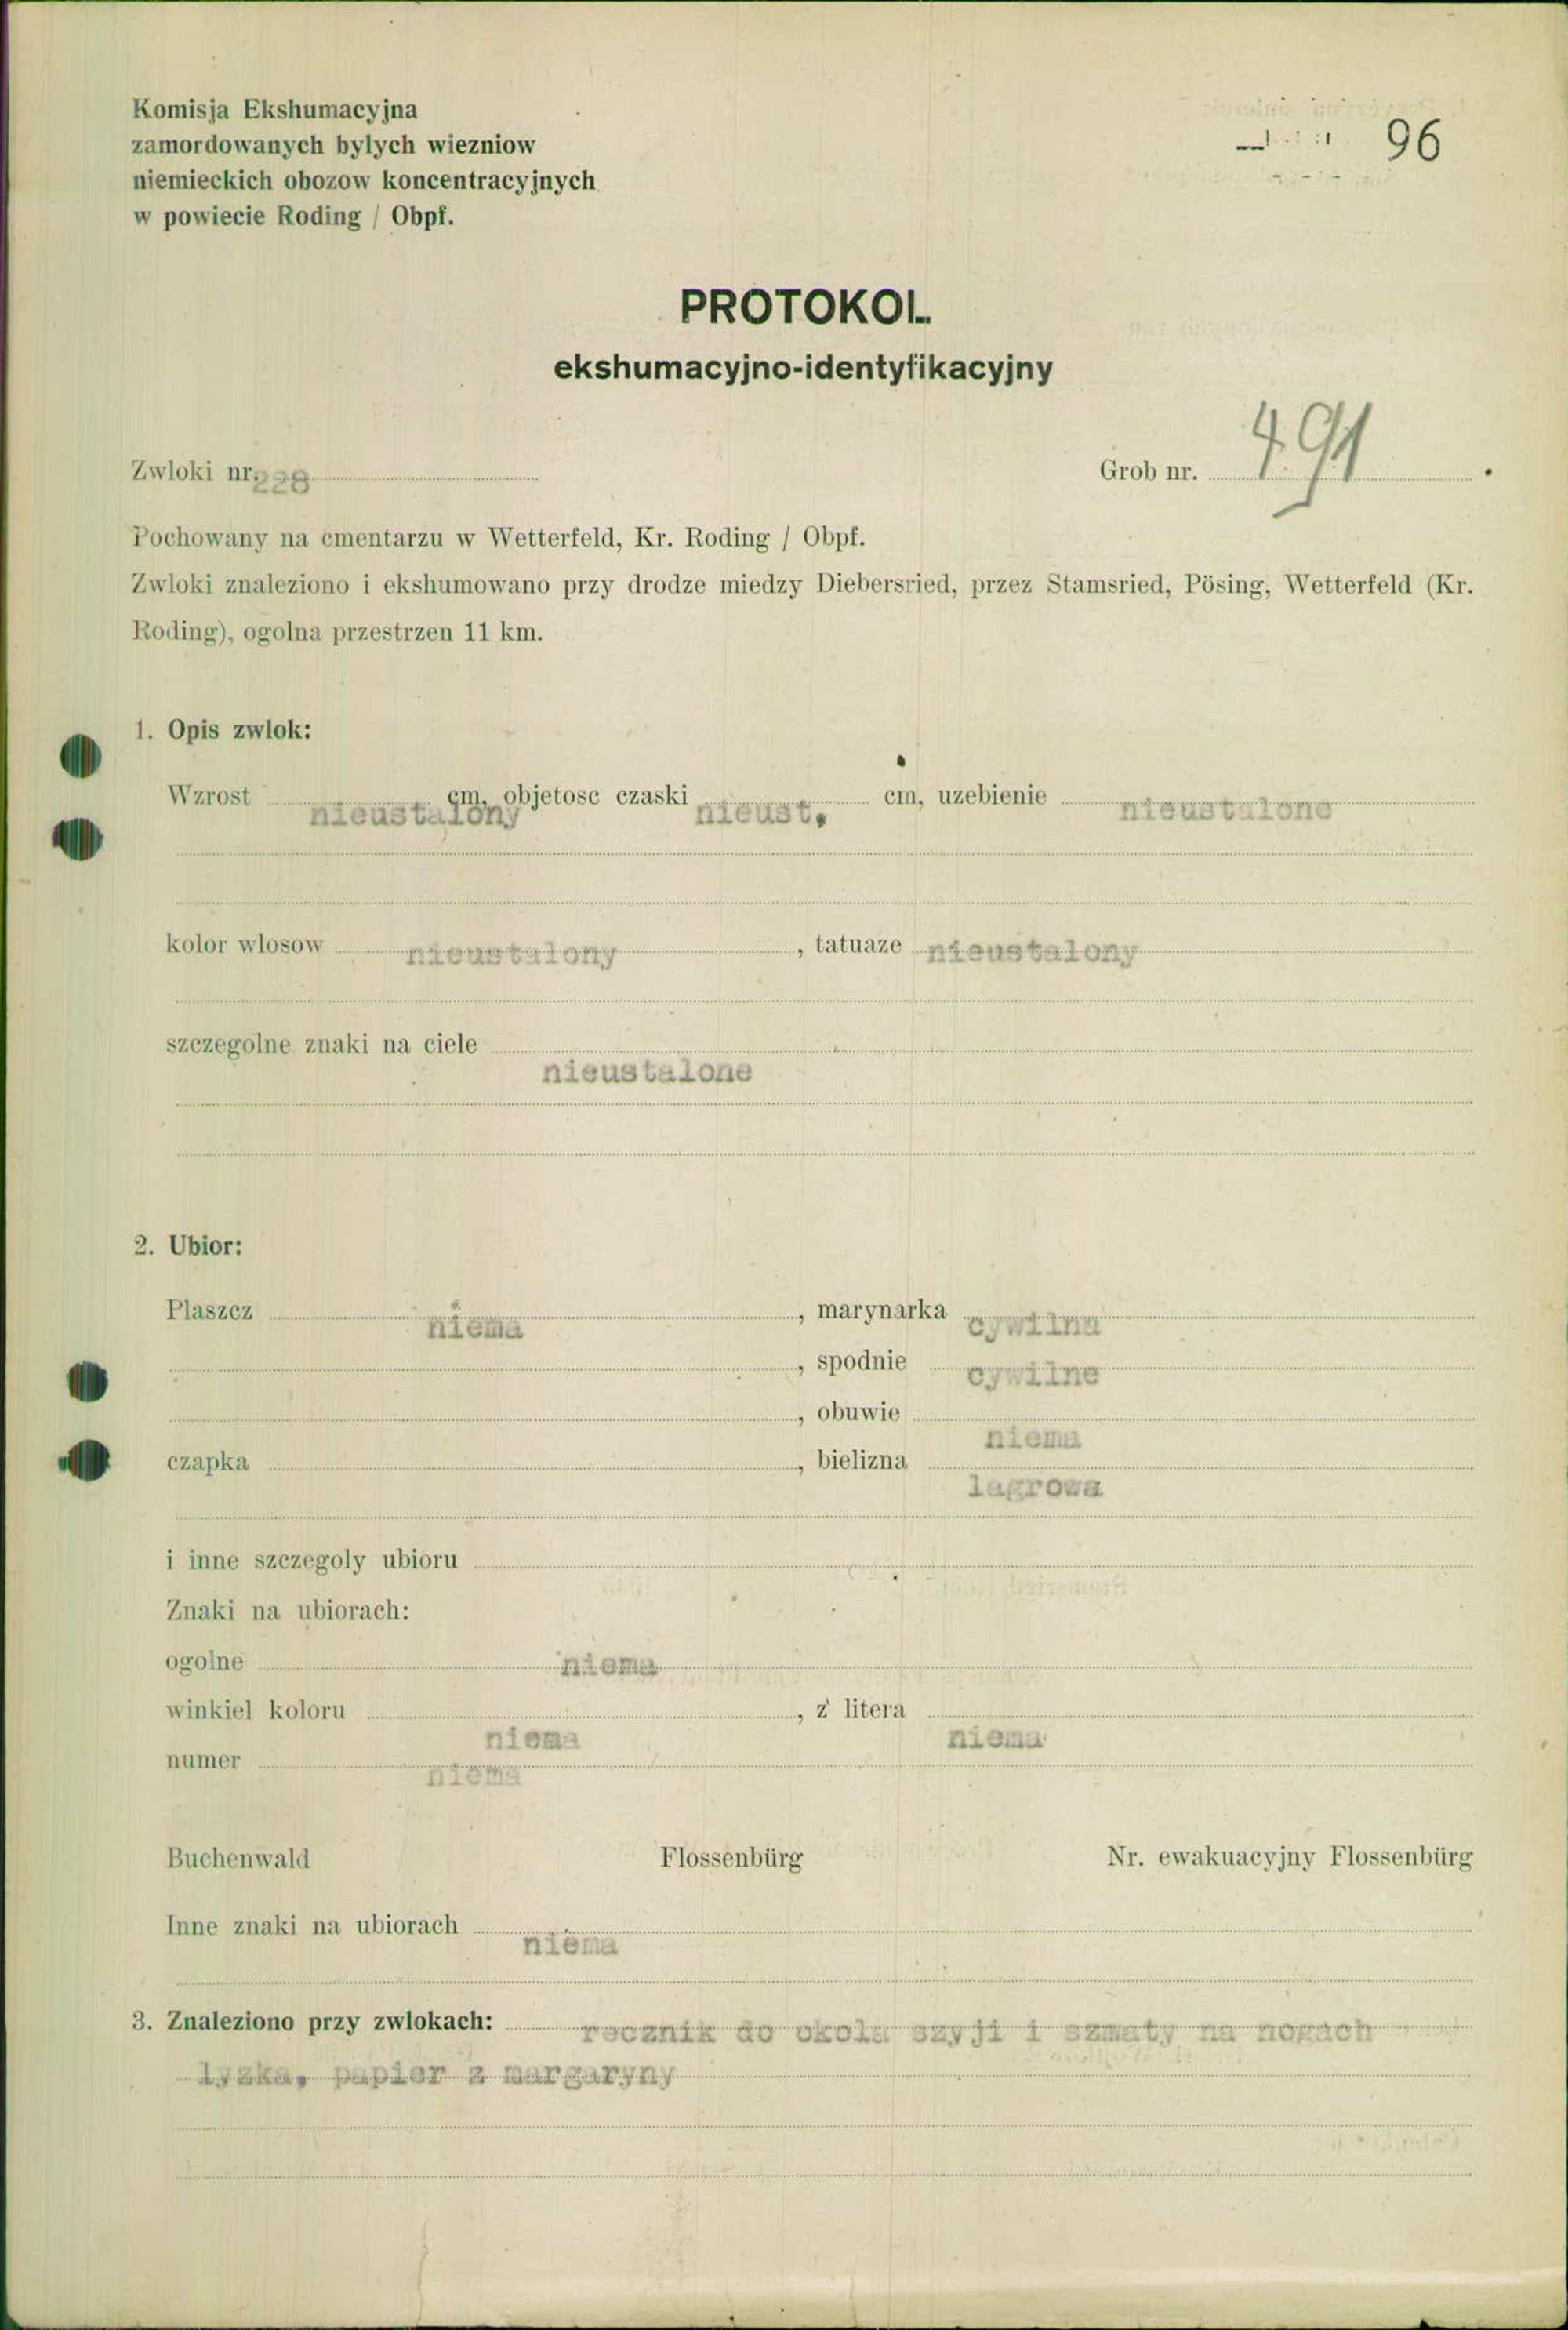 Komisja Ekshumacyjna
zamordowanych bylych wiezniow
niemieckich obozow koncentracyjnych
w powiecie Roding / Obpf.
96
PROTOKOL
ekshumacyjno-identyfikacyjny
Zwloki nr. 228 Grob nr. 491
Pochowany na cmentarzu w Wetterfeld, Kr. Roding / Obpf.
Zwloki znaleziono i ekshumowano przy drodze miedzy Diebersried, przez Stamsried, Pösing, Wetterfeld (Kr.
Roding), ogolna przestrzen 11 km.
1. Opis zwlok:
Wzrost nieustalony cm, objetosc czaski nieust. cm, uzebienie nieustalone
kolor wlosow nieustalony, tatuaze nieustalony
szczegolne znaki na ciele nieustalone
2. Ubior:
Plaszcz niema, marynarka cywilna
, spodnie cywilne
, obuwie niema
czapka , bielizna lagrowa
i inne szczegoly ubioru
Znaki na ubiorach:
ogolne niema
winkiel koloru niema, z litera niema
numer niema
Buchenwald Flossenbürg Nr. ewakuacyjny Flossenbürg
Inne znaki na ubiorach niema
3. Znaleziono przy zwlokach: recznik do okola szyji i szmaty na nogach
lyzka, papier z margaryny